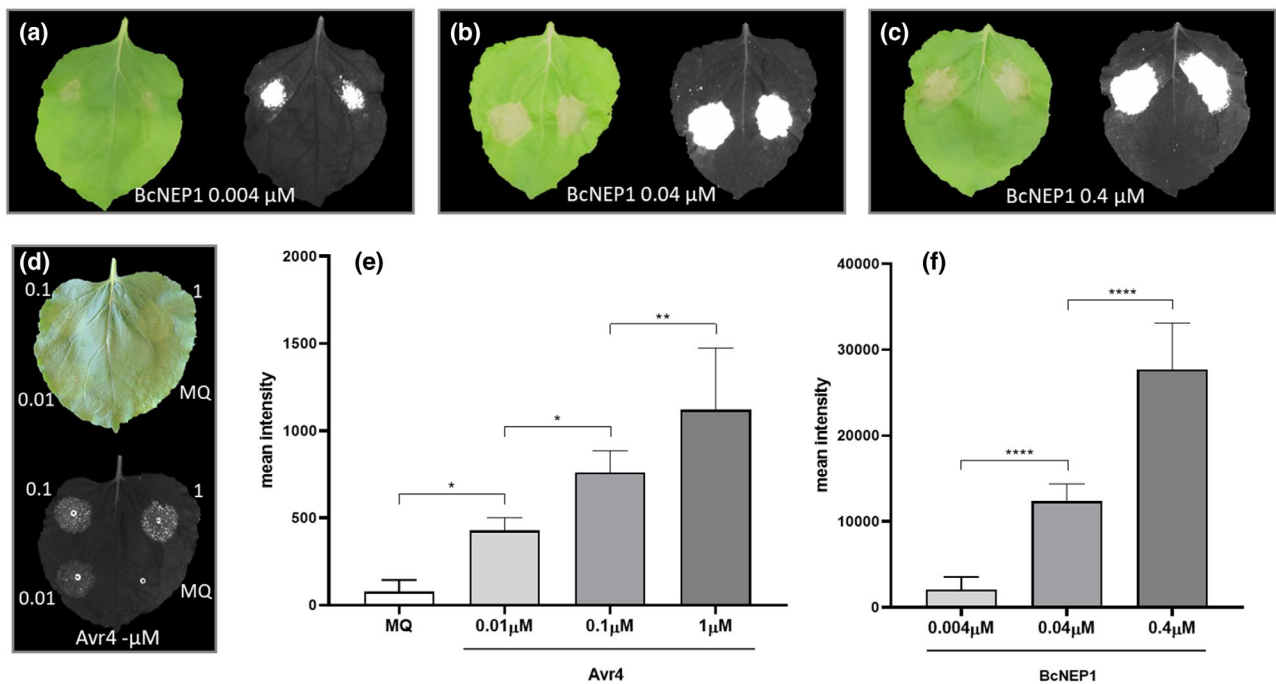 (a)
BcNEP1 0.004 μM
(b)
BcNEP1 0.04 μM
(c)
BcNEP1 0.4 μM
(d)
0.1
1
0.01
MQ
0.1
1
0.01
MQ
Avr4 -μM
(e)
mean intensity
2000
1500
1000
500
0
*
*
**
MQ
0.01μM
0.1μM
1μM
Avr4
(f)
mean intensity
40000
30000
20000
10000
0
****
****
0.004μM
0.04μM
0.4μM
BcNEP1